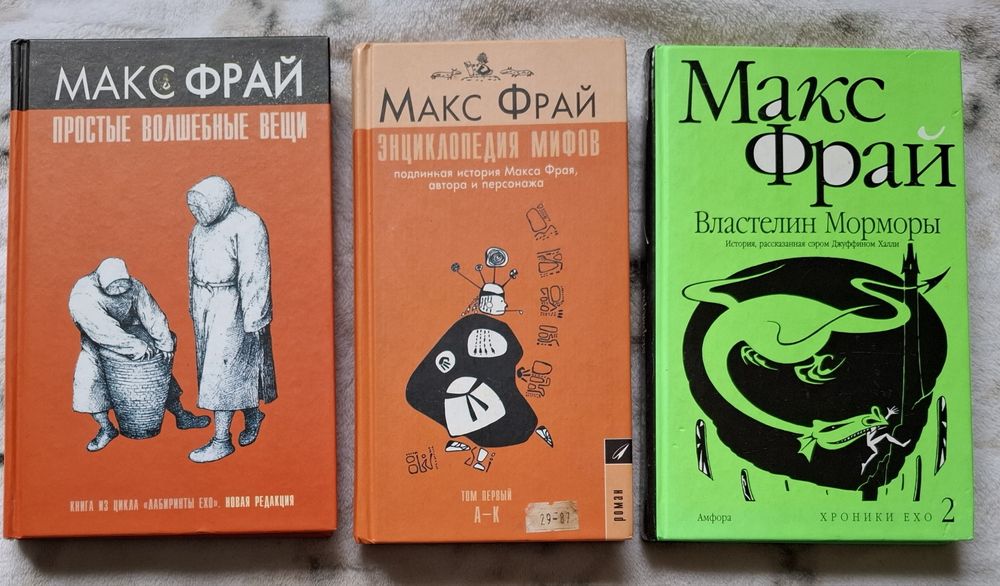 МАКС ФРАЙ
ПРОСТЫЕ ВОЛШЕБНЫЕ ВЕЩИ
КНИГА ИЗ ЦИКЛА «ЛАБИРИНТЫ ЕХО». НОВАЯ РЕДАКЦИЯ
МАКС ФРАЙ
ЭНЦИКЛОПЕДИЯ МИФОВ
подлинная история Макса Фрая,
автора и персонажа
ТОМ ПЕРВЫЙ
А–К
29-87
роман
Макс
Фрай
Властелин Морморы
История, рассказанная сэром Джуффином Халли
Амфора
ХРОНИКИ ЕХО 2